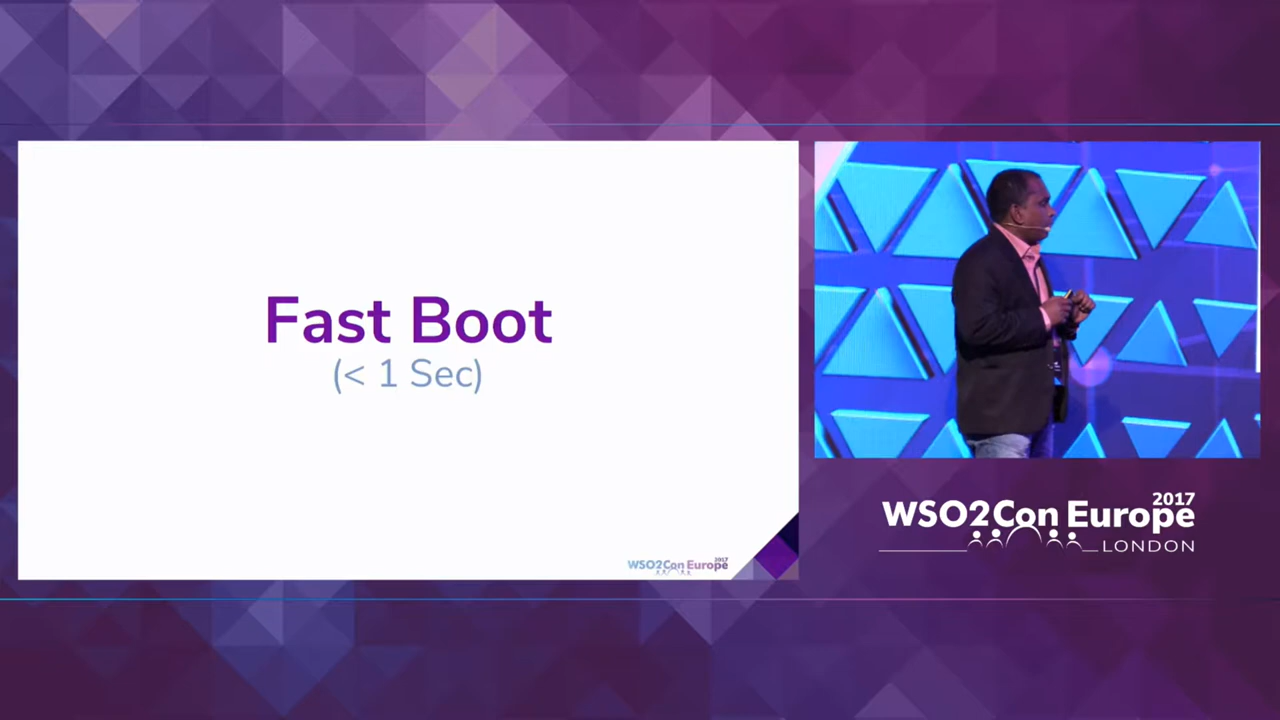 Fast Boot
(< 1 Sec)
WSO2Con Europe 2017
WSO2Con Europe 2017
LONDON